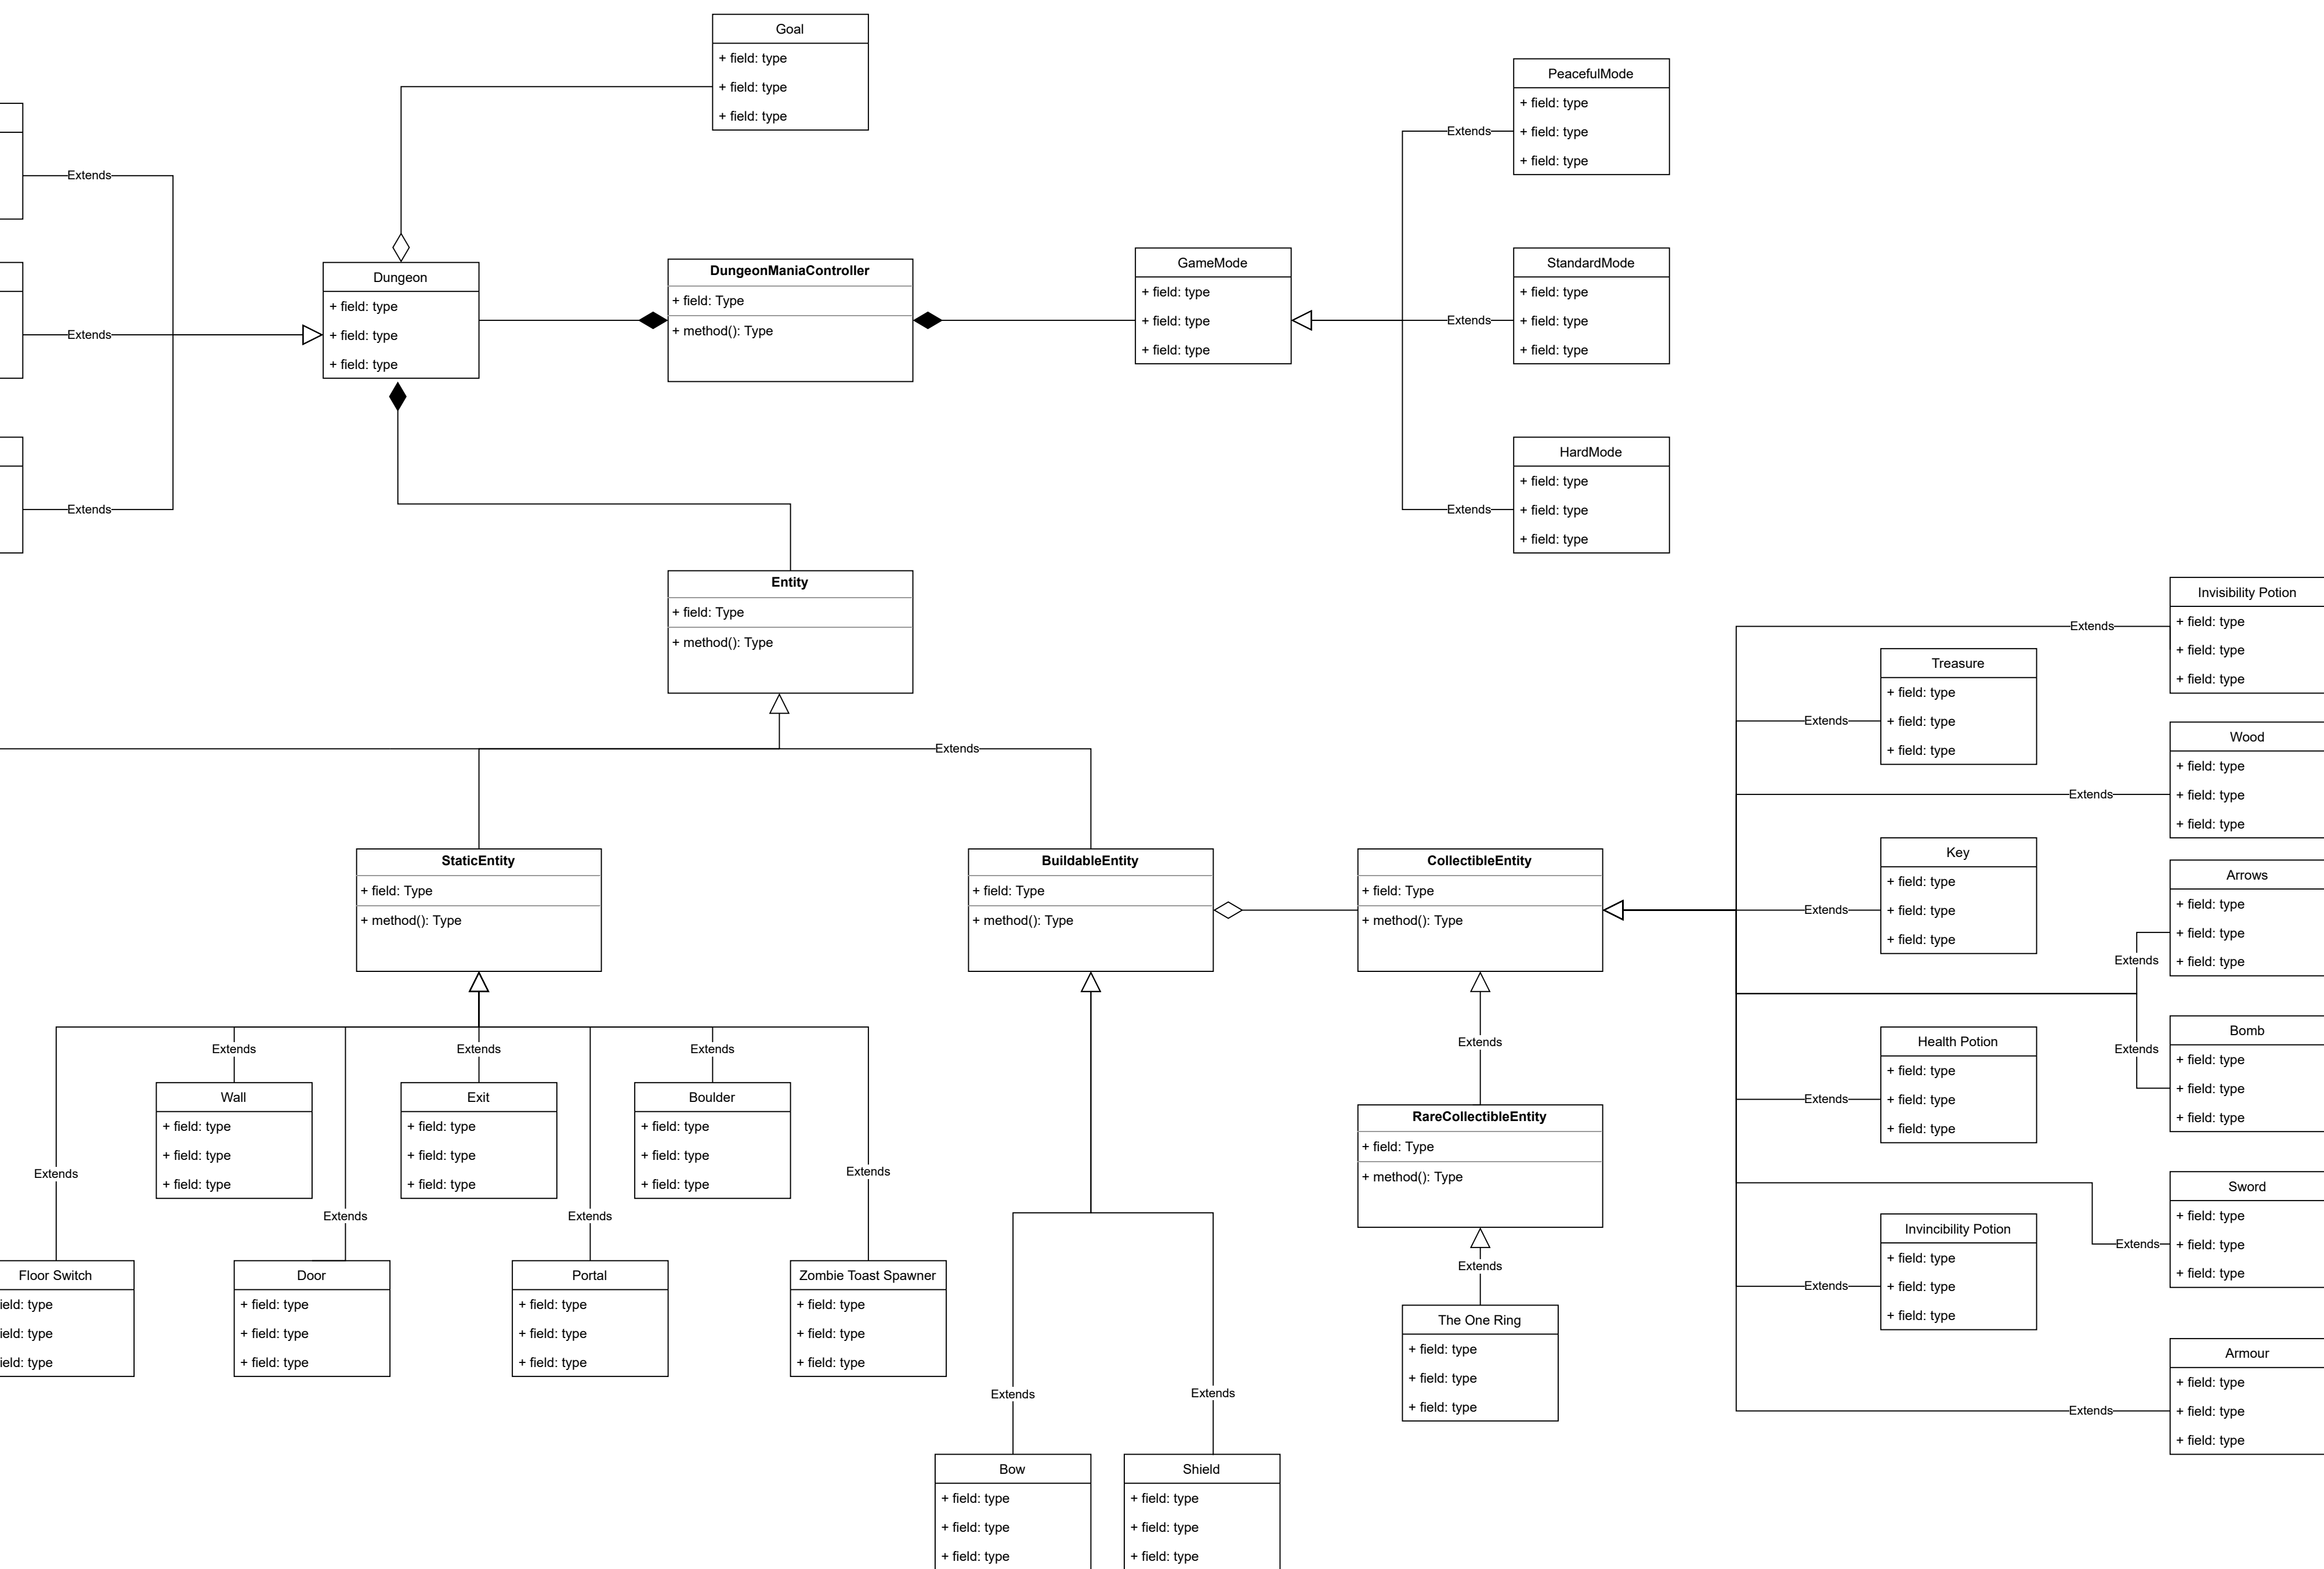 Goal
+ field: type
+ field: type
+ field: type
PeacefulMode
+ field: type
+ field: type
+ field: type
Extends
Extends
Extends
Extends
Dungeon
+ field: type
+ field: type
+ field: type
DungeonManiaController
+ field: Type
+ method(): Type
GameMode
+ field: type
+ field: type
+ field: type
Extends
StandardMode
+ field: type
+ field: type
+ field: type
Extends
HardMode
+ field: type
+ field: type
+ field: type
Entity
+ field: Type
+ method(): Type
Extends
StaticEntity
+ field: Type
+ method(): Type
BuildableEntity
+ field: Type
+ method(): Type
CollectibleEntity
+ field: Type
+ method(): Type
Extends
Invisibility Potion
+ field: type
+ field: type
+ field: type
Extends
Treasure
+ field: type
+ field: type
+ field: type
Extends
Wood
+ field: type
+ field: type
+ field: type
Extends
Key
+ field: type
+ field: type
+ field: type
Extends
Arrows
+ field: type
+ field: type
+ field: type
Extends
Bomb
+ field: type
+ field: type
+ field: type
Extends
Health Potion
+ field: type
+ field: type
+ field: type
Extends
Sword
+ field: type
+ field: type
+ field: type
Extends
Invincibility Potion
+ field: type
+ field: type
+ field: type
Extends
Armour
+ field: type
+ field: type
+ field: type
Extends
RareCollectibleEntity
+ field: Type
+ method(): Type
Extends
The One Ring
+ field: type
+ field: type
+ field: type
Extends
Wall
+ field: type
+ field: type
+ field: type
Extends
Exit
+ field: type
+ field: type
+ field: type
Extends
Boulder
+ field: type
+ field: type
+ field: type
Extends
Floor Switch
ield: type
ield: type
ield: type
Extends
Door
+ field: type
+ field: type
+ field: type
Extends
Portal
+ field: type
+ field: type
+ field: type
Extends
Zombie Toast Spawner
+ field: type
+ field: type
+ field: type
Extends
Bow
+ field: type
+ field: type
+ field: type
Extends
Shield
+ field: type
+ field: type
+ field: type